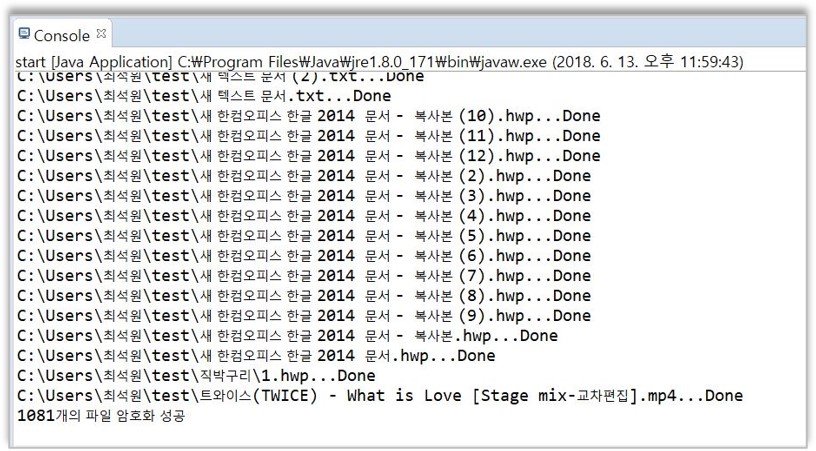 Console
start [Java Application] C:₩Program Files₩Java₩jre1.8.0_171₩bin₩javaw.exe (2018. 6. 13. 오후 11:59:43)
C:\Users\최석원\test\새 텍스트 문서 (2).txt...Done
C:\Users\최석원\test\새 텍스트 문서.txt...Done
C:\Users\최석원\test\새 한컴오피스 한글 2014 문서 - 복사본 (10).hwp...Done
C:\Users\최석원\test\새 한컴오피스 한글 2014 문서 - 복사본 (11).hwp...Done
C:\Users\최석원\test\새 한컴오피스 한글 2014 문서 - 복사본 (12).hwp...Done
C:\Users\최석원\test\새 한컴오피스 한글 2014 문서 - 복사본 (2).hwp...Done
C:\Users\최석원\test\새 한컴오피스 한글 2014 문서 - 복사본 (3).hwp...Done
C:\Users\최석원\test\새 한컴오피스 한글 2014 문서 - 복사본 (4).hwp...Done
C:\Users\최석원\test\새 한컴오피스 한글 2014 문서 - 복사본 (5).hwp...Done
C:\Users\최석원\test\새 한컴오피스 한글 2014 문서 - 복사본 (6).hwp...Done
C:\Users\최석원\test\새 한컴오피스 한글 2014 문서 - 복사본 (7).hwp...Done
C:\Users\최석원\test\새 한컴오피스 한글 2014 문서 - 복사본 (8).hwp...Done
C:\Users\최석원\test\새 한컴오피스 한글 2014 문서 - 복사본 (9).hwp...Done
C:\Users\최석원\test\새 한컴오피스 한글 2014 문서 - 복사본.hwp...Done
C:\Users\최석원\test\새 한컴오피스 한글 2014 문서.hwp...Done
C:\Users\최석원\test\직박구리\1.hwp...Done
C:\Users\최석원\test\트와이스(TWICE) - What is Love [Stage mix-교차편집].mp4...Done
1081개의 파일 암호화 성공